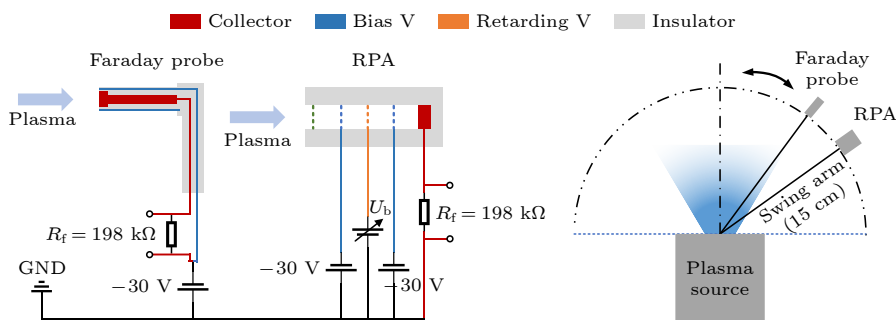 Collector
Bias V
Retarding V
Insulator
Faraday probe
Plasma
R_f = 198 kΩ
GND
−30 V
RPA
Plasma
U_b
R_f = 198 kΩ
−30 V
−30 V
Faraday
probe
RPA
Swing arm
(15 cm)
Plasma
source